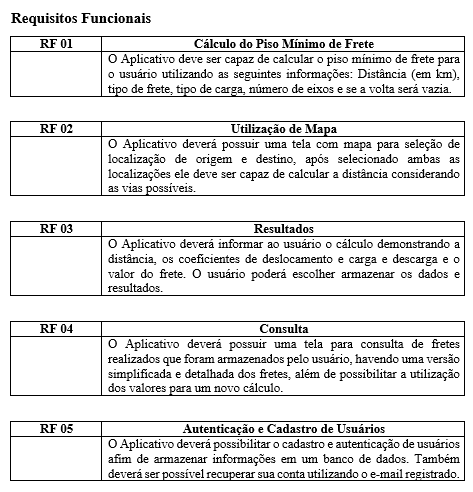 Requisitos Funcionais
RF 01 Cálculo do Piso Mínimo de Frete
O Aplicativo deve ser capaz de calcular o piso mínimo de frete para
o usuário utilizando as seguintes informações: Distância (em km),
tipo de frete, tipo de carga, número de eixos e se a volta será vazia.
RF 02 Utilização de Mapa
O Aplicativo deverá possuir uma tela com mapa para seleção de
localização de origem e destino, após selecionado ambas as
localizações ele deve ser capaz de calcular a distância considerando
as vias possíveis.
RF 03 Resultados
O Aplicativo deverá informar ao usuário o cálculo demonstrando a
distância, os coeficientes de deslocamento e carga e descarga e o
valor do frete. O usuário poderá escolher armazenar os dados e
resultados.
RF 04 Consulta
O Aplicativo deverá possuir uma tela para consulta de fretes
realizados que foram armazenados pelo usuário, havendo uma versão
simplificada e detalhada dos fretes, além de possibilitar a utilização
dos valores para um novo cálculo.
RF 05 Autenticação e Cadastro de Usuários
O Aplicativo deverá possibilitar o cadastro e autenticação de usuários
afim de armazenar informações em um banco de dados. Também
deverá ser possível recuperar sua conta utilizando o e-mail registrado.